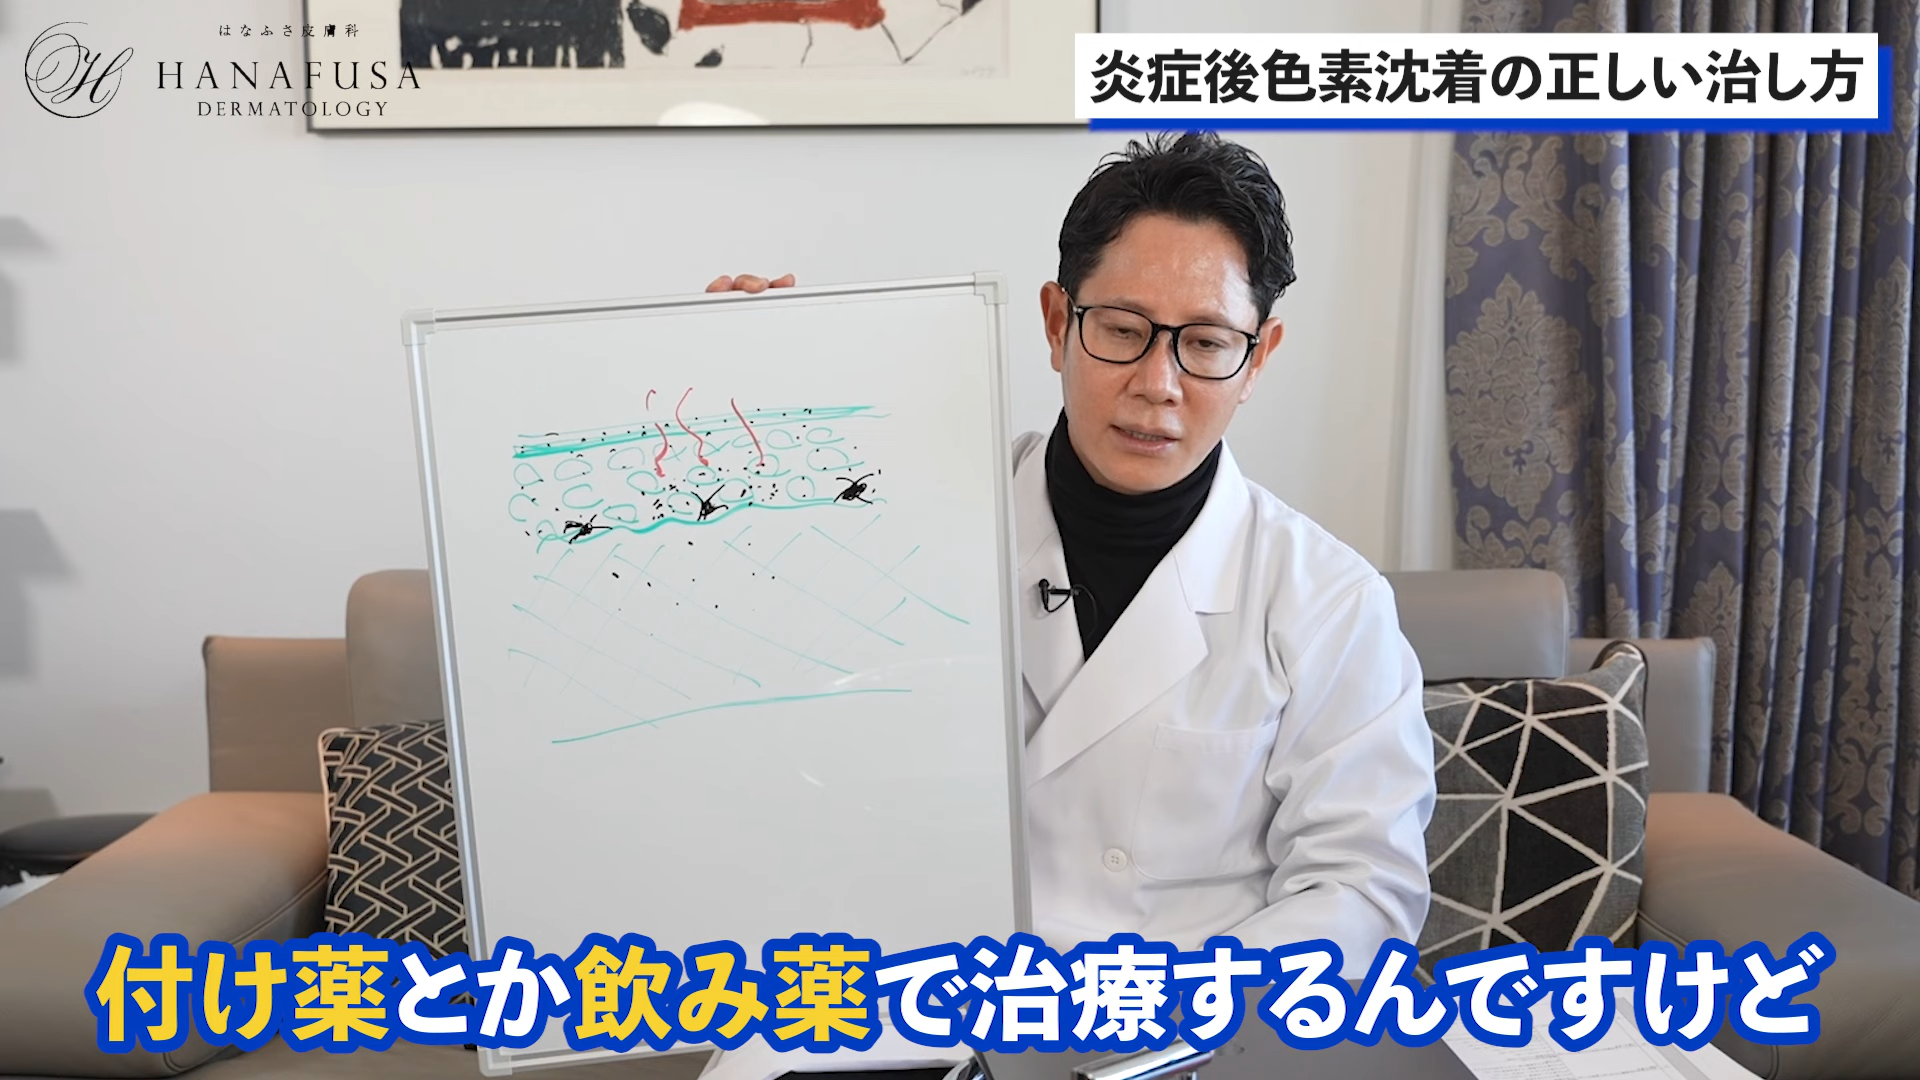 はなふさ皮膚科
HANAFUSA
DERMATOLOGY
炎症後色素沈着の正しい治し方
付け薬とか飲み薬で治療するんですけど